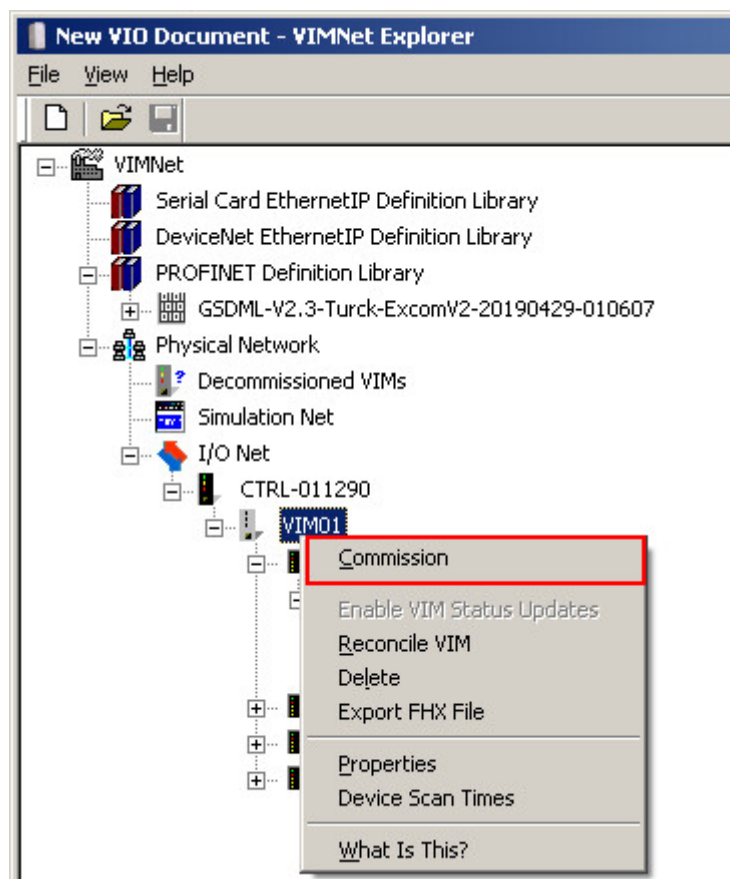 New VIO Document - VIMNet Explorer
File View Help
VIMNet
Serial Card EthernetIP Definition Library
DeviceNet EthernetIP Definition Library
PROFINET Definition Library
GSDML-V2.3-Turck-ExcomV2-20190429-010607
Physical Network
Decommissioned VIMs
Simulation Net
I/O Net
CTRL-011290
VIM01
Commission
Enable VIM Status Updates
Reconcile VIM
Delete
Export FHX File
Properties
Device Scan Times
What Is This?